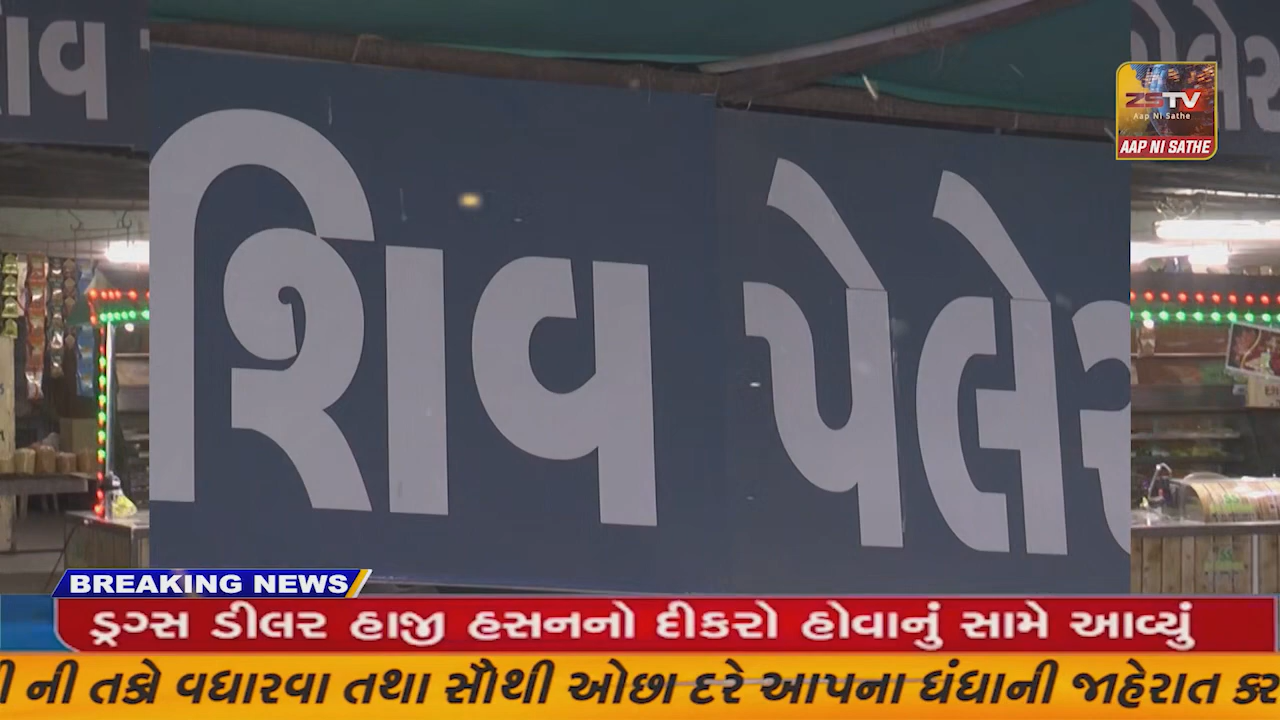 શિવ પેલે
ZSTV
Aap Ni Sathe
AAP NI SATHE
BREAKING NEWS
ડ્રગ્સ ડીલર હાજી હસનનો દીકરો હોવાનું સામે આવ્યું
ની તકો વધારવા તથા સૌથી ઓછા દરે આપના ધંધાની જાહેરાત